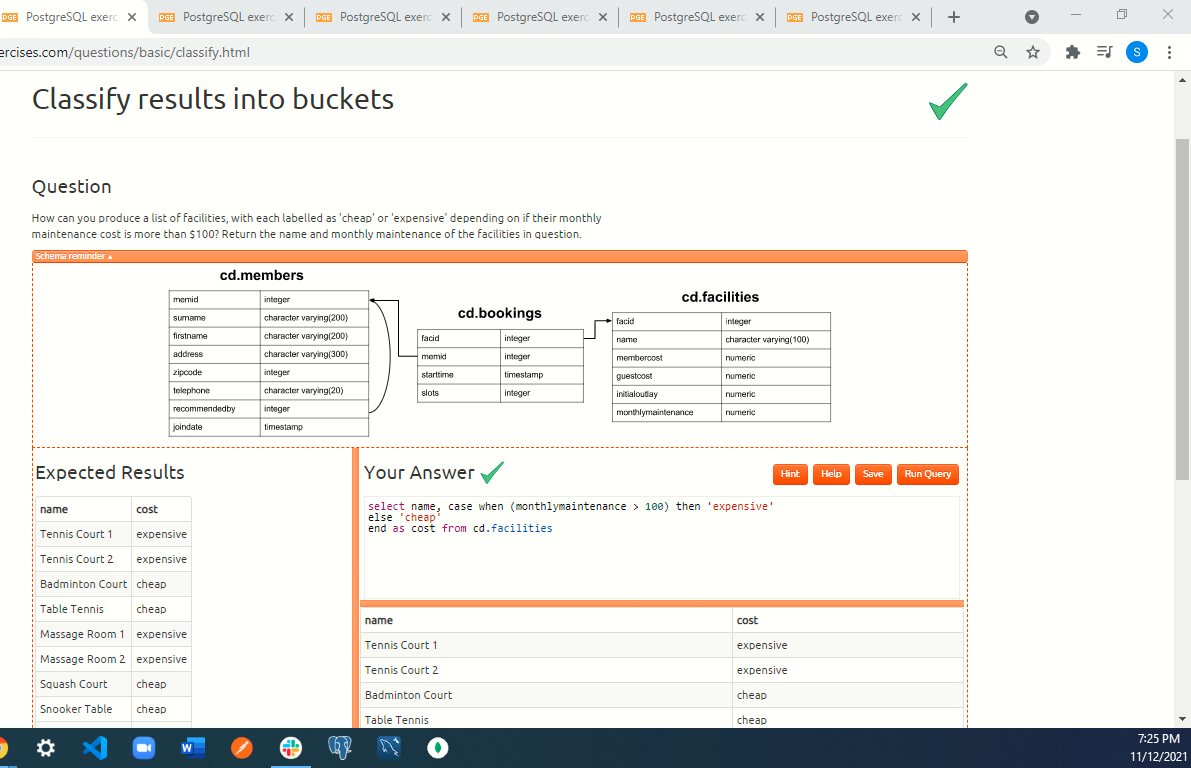 PGE PostgreSQL exerc
PGE PostgreSQL exerc
PGE PostgreSQL exerc
PGE PostgreSQL exerc
PGE PostgreSQL exerc
PGE PostgreSQL exerc
ercises.com/questions/basic/classify.html
S
Classify results into buckets
Question
How can you produce a list of facilities, with each labelled as 'cheap' or 'expensive' depending on if their monthly
maintenance cost is more than $100? Return the name and monthly maintenance of the facilities in question.
Schema reminder
cd.members
memid integer
surname character varying(200)
firstname character varying(200)
address character varying(300)
zipcode integer
telephone character varying(20)
recommendedby integer
joindate timestamp
cd.bookings
facid integer
memid integer
starttime timestamp
slots integer
cd.facilities
facid integer
name character varying(100)
membercost numeric
guestcost numeric
initialoutlay numeric
monthlymaintenance numeric
Expected Results
name cost
Tennis Court 1 expensive
Tennis Court 2 expensive
Badminton Court cheap
Table Tennis cheap
Massage Room 1 expensive
Massage Room 2 expensive
Squash Court cheap
Snooker Table cheap
Your Answer
Hint Help Save Run Query
select name, case when (monthlymaintenance > 100) then 'expensive'
else 'cheap'
end as cost from cd.facilities
name cost
Tennis Court 1 expensive
Tennis Court 2 expensive
Badminton Court cheap
Table Tennis cheap
W
7:25 PM
11/12/2021